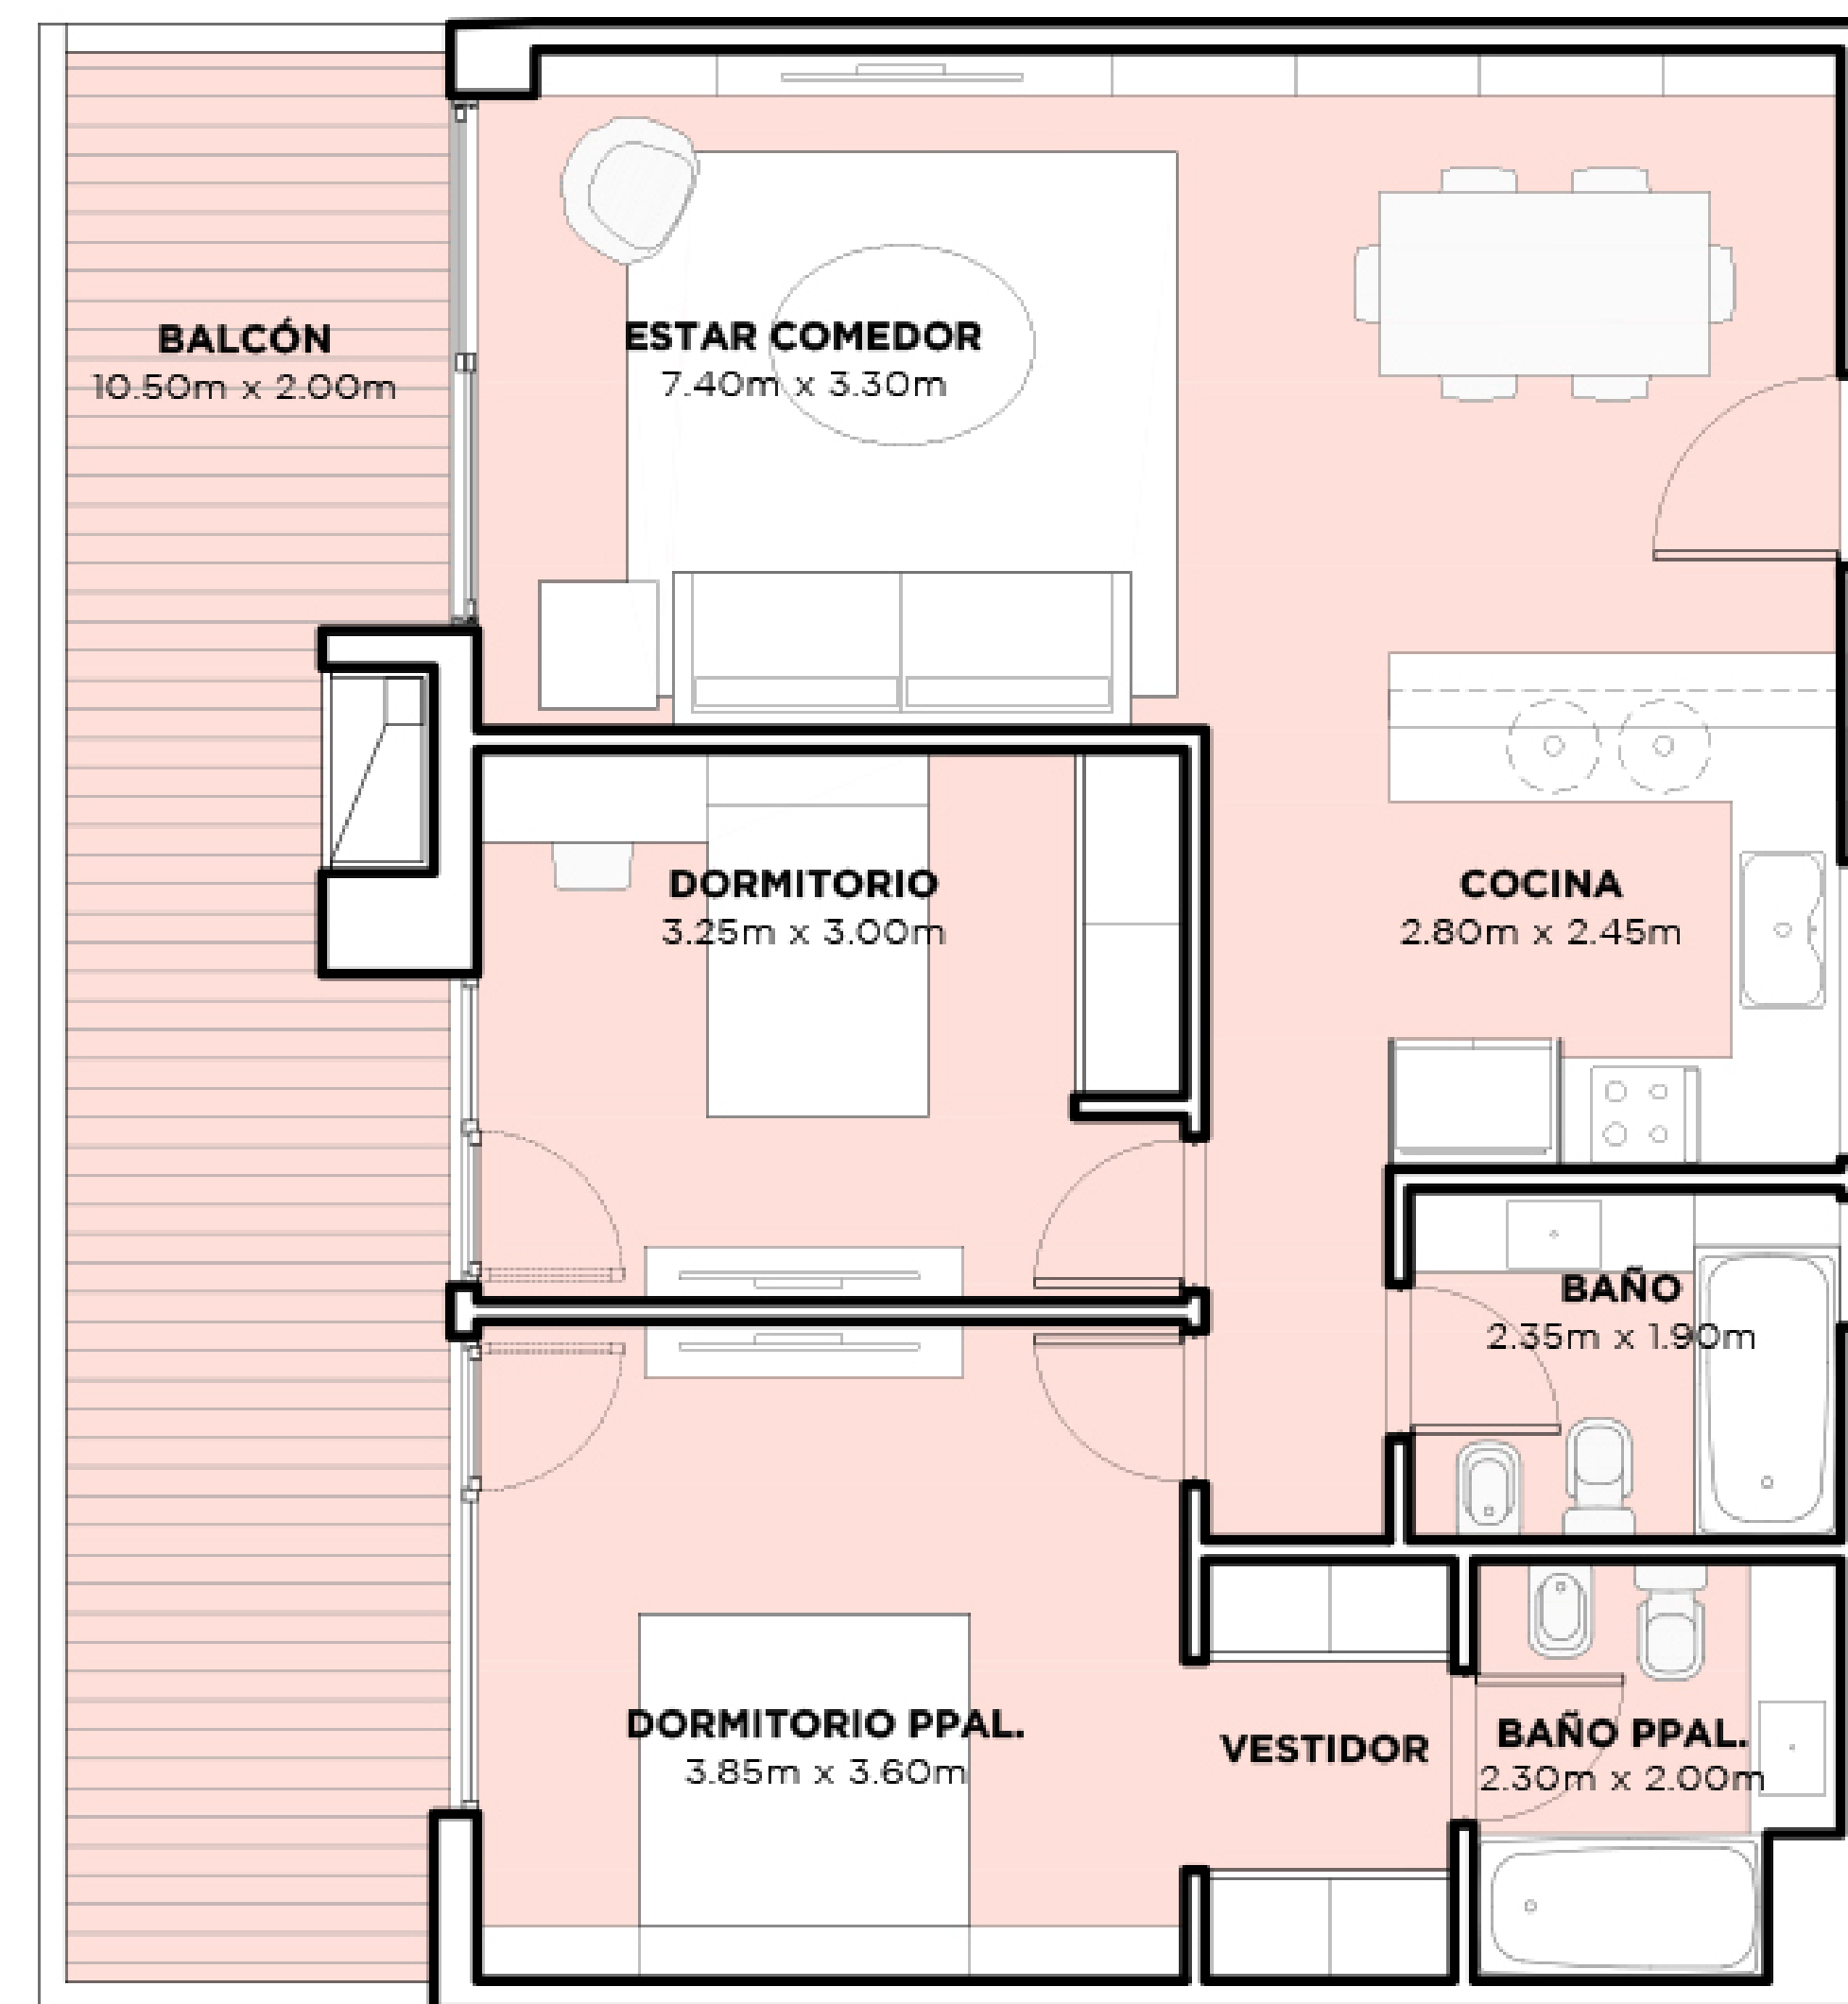 BALCÓN
10.50m x 2.00m
ESTAR COMEDOR
7.40m x 3.30m
DORMITORIO
3.25m x 3.00m
COCINA
2.80m x 2.45m
BAÑO
2.35m x 1.90m
DORMITORIO PPAL.
3.85m x 3.60m
VESTIDOR
BAÑO PPAL.
2.30m x 2.00m